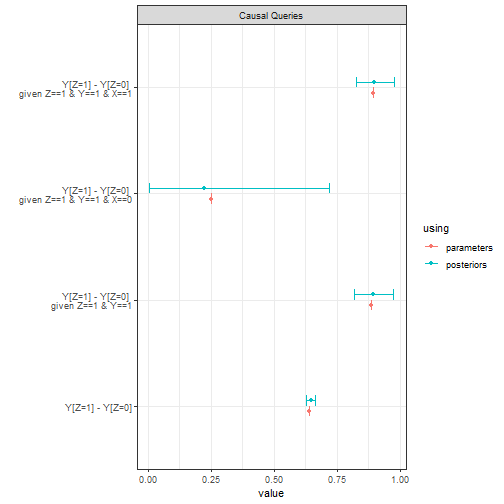 Causal Queries
Y[Z=1] - Y[Z=0]
given Z==1 & Y==1 & X==1
Y[Z=1] - Y[Z=0]
given Z==1 & Y==1 & X==0
Y[Z=1] - Y[Z=0]
given Z==1 & Y==1
Y[Z=1] - Y[Z=0]
0.00 0.25 0.50 0.75 1.00
value
using
parameters
posteriors